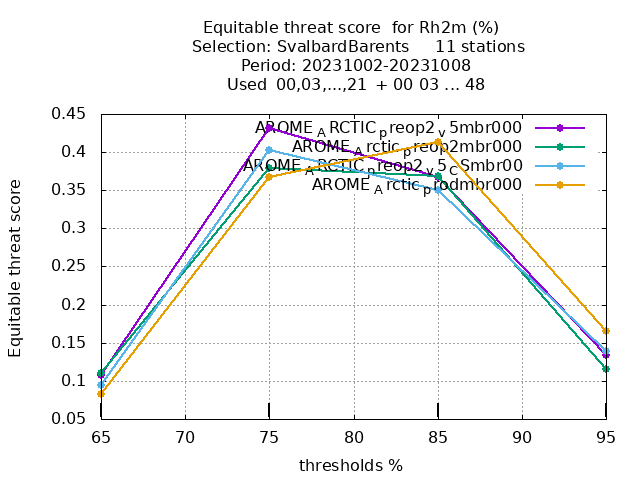 Equitable threat score  for Rh2m (%)
Selection: SvalbardBarents     11 stations
Period: 20231002-20231008
Used  00,03,...,21  + 00 03 ... 48
0.45
0.4
0.35
0.3
0.25
0.2
0.15
0.1
0.05
Equitable threat score
AROME_ARCTIC_preop2_v5mbr000
AROME_Arctic_preop2mbr000
AROME_ARCTIC_preop2_v5_CSmbr00
AROME_Arctic_prodmbr000
65 70 75 80 85 90 95
thresholds %